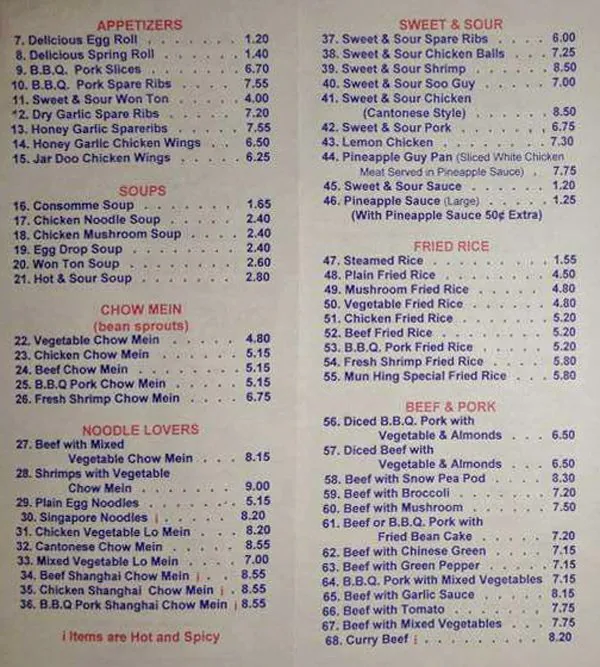 APPETIZERS
7. Delicious Egg Roll . . . . . . . 1.20
8. Delicious Spring Roll . . . . . 1.40
9. B.B.Q. Pork Slices . . . . . . 6.70
10. B.B.Q. Pork Spare Ribs . . . . 7.55
11. Sweet & Sour Won Ton . . . . 4.00
*2. Dry Garlic Spare Ribs . . . . . 7.20
13. Honey Garlic Spareribs . . . . 7.55
14. Honey Garlic Chicken Wings . . 6.50
15. Jar Doo Chicken Wings . . . . 6.25
SOUPS
16. Consomme Soup . . . . . . . 1.65
17. Chicken Noodle Soup . . . . . 2.40
18. Chicken Mushroom Soup . . . . 2.40
19. Egg Drop Soup . . . . . . . 2.40
20. Won Ton Soup . . . . . . . . 2.60
21. Hot & Sour Soup . . . . . . . 2.80
CHOW MEIN
(bean sprouts)
22. Vegetable Chow Mein . . . . . 4.80
23. Chicken Chow Mein . . . . . . 5.15
24. Beef Chow Mein . . . . . . . 5.15
25. B.B.Q Pork Chow Mein . . . . . 5.15
26. Fresh Shrimp Chow Mein . . . . 6.75
NOODLE LOVERS
27. Beef with Mixed
Vegetable Chow Mein . . . 8.15
28. Shrimps with Vegetable
Chow Mein . . . . . . . . 9.00
29. Plain Egg Noodles . . . . . . 5.15
30. Singapore Noodles ¡ . . . . . 8.20
31. Chicken Vegetable Lo Mein . . . 8.20
32. Cantonese Chow Mein . . . . . 8.55
33. Mixed Vegetable Lo Mein . . . . 7.00
34. Beef Shanghai Chow Mein ¡ . . 8.55
35. Chicken Shanghai Chow Mein ¡ . 8.55
36. B.B.Q Pork Shanghai Chow Mein ¡ 8.55
¡ Items are Hot and Spicy
SWEET & SOUR
37. Sweet & Sour Spare Ribs . . . . 6.00
38. Sweet & Sour Chicken Balls . . . 7.25
39. Sweet & Sour Shrimp . . . . . 8.50
40. Sweet & Sour Soo Guy . . . . 7.00
41. Sweet & Sour Chicken
(Cantonese Style) . . . . . . 8.50
42. Sweet & Sour Pork . . . . . . 6.75
43. Lemon Chicken . . . . . . . . 7.30
44. Pineapple Guy Pan (Sliced White Chicken
Meat Served in Pineapple Sauce) . . 7.75
45. Sweet & Sour Sauce . . . . . . 1.20
46. Pineapple Sauce (Large) . . . . . 1.25
(With Pineapple Sauce 50¢ Extra)
FRIED RICE
47. Steamed Rice . . . . . . . . . 1.55
48. Plain Fried Rice . . . . . . . . 4.50
49. Mushroom Fried Rice . . . . . 4.80
50. Vegetable Fried Rice . . . . . . 4.80
51. Chicken Fried Rice . . . . . . . 5.20
52. Beef Fried Rice . . . . . . . . 5.20
53. B.B.Q. Pork Fried Rice . . . . . 5.20
54. Fresh Shrimp Fried Rice . . . . 5.80
55. Mun Hing Special Fried Rice . . . 5.80
BEEF & PORK
56. Diced B.B.Q. Pork with
Vegetable & Almonds . . . 6.50
57. Diced Beef with
Vegetable & Almonds . . . 6.50
58. Beef with Snow Pea Pod . . . . 8.30
59. Beef with Broccoli . . . . . . . 7.20
60. Beef with Mushroom . . . . . . 7.50
61. Beef or B.B.Q. Pork with
Fried Bean Cake . . . . . . 7.20
62. Beef with Chinese Green . . . . 7.15
63. Beef with Green Pepper . . . . 7.15
64. B.B.Q. Pork with Mixed Vegetables 7.15
65. Beef with Garlic Sauce . . . . . 8.15
66. Beef with Tomato . . . . . . . 7.75
67. Beef with Mixed Vegetables . . . 7.75
68. Curry Beef ¡ . . . . . . . . . 8.20